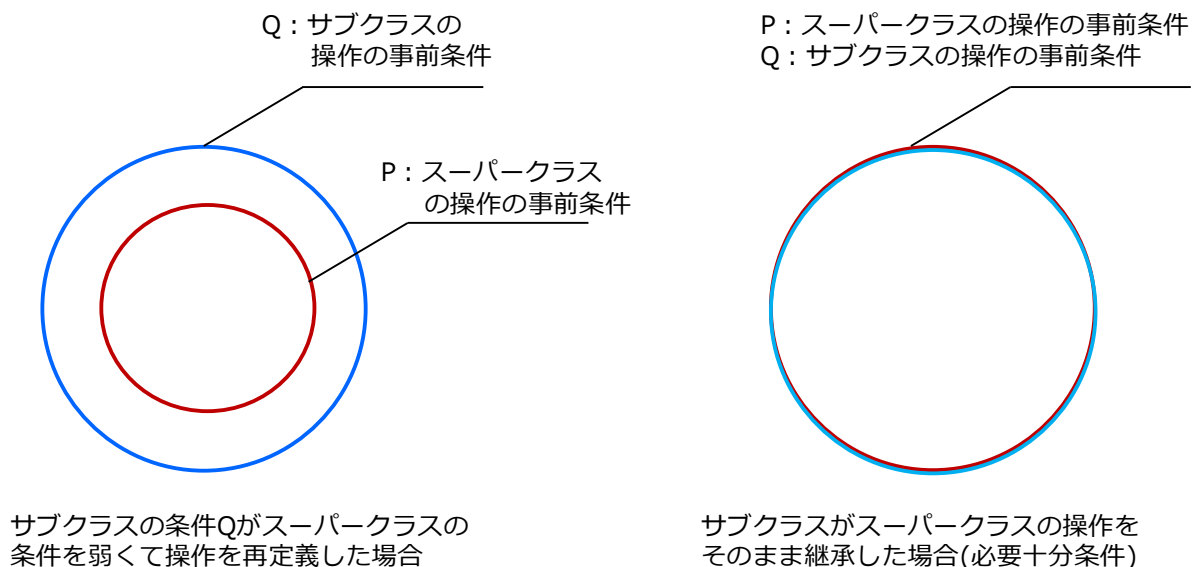 Q:サブクラスの
操作の事前条件
P:スーパークラス
の操作の事前条件
サブクラスの条件Qがスーパークラスの
条件を弱くて操作を再定義した場合
P:スーパークラスの操作の事前条件
Q:サブクラスの操作の事前条件
サブクラスがスーパークラスの操作を
そのまま継承した場合(必要十分条件)